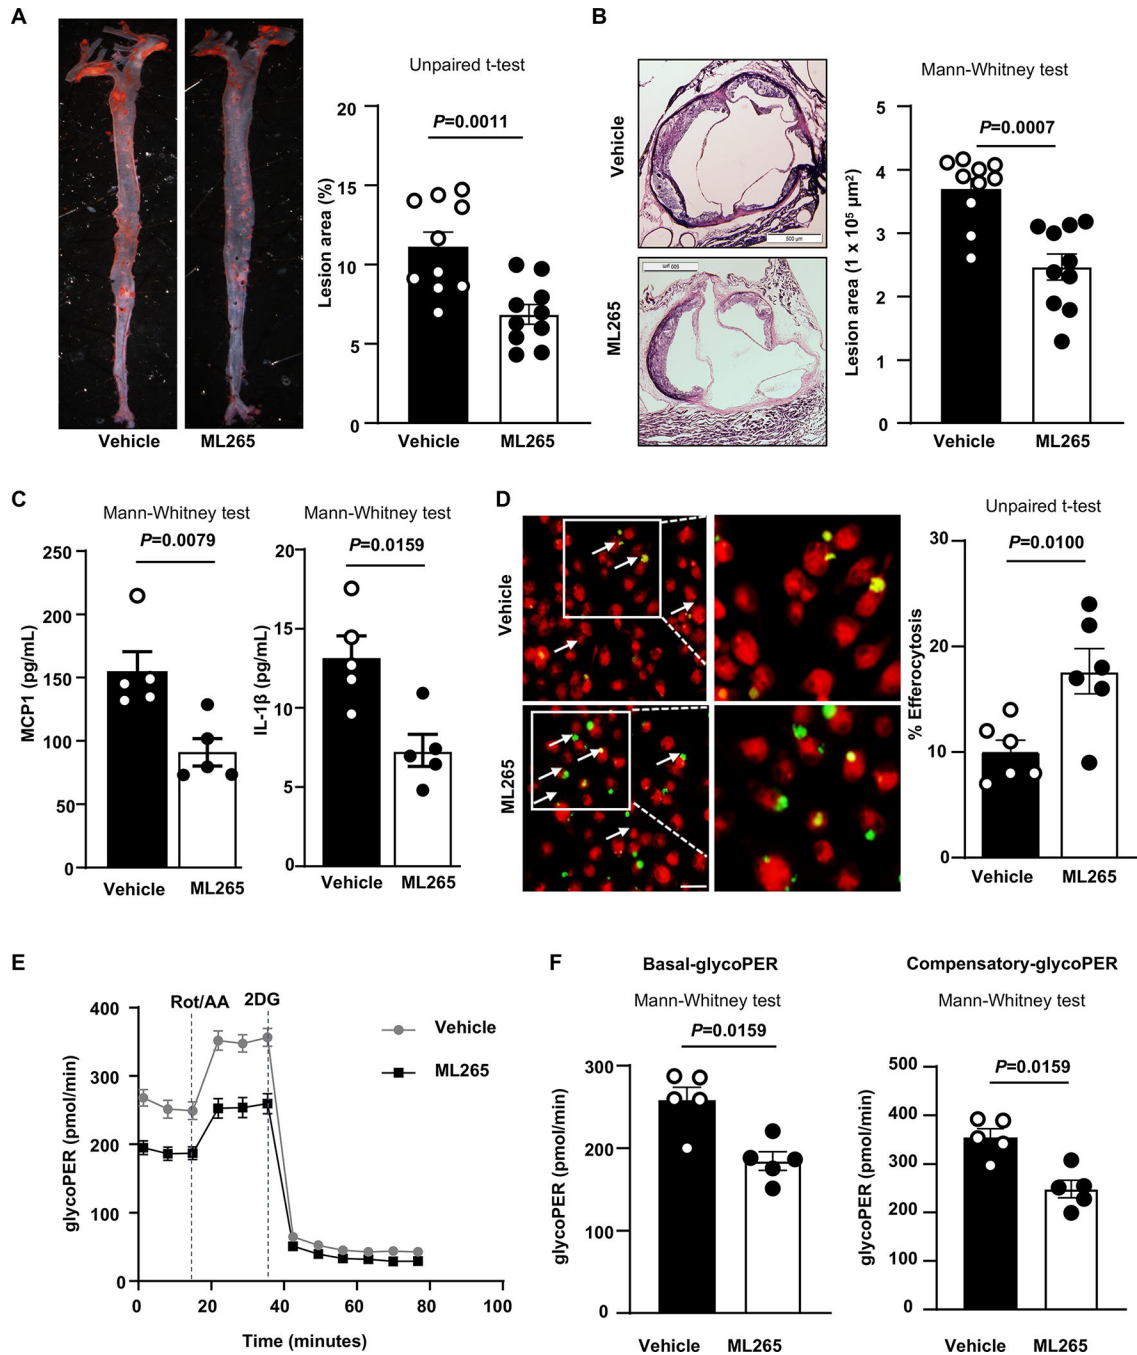 A
Unpaired t-test
20
P=0.0011
15
10
5
0
Lesion area (%)
Vehicle
ML265
Vehicle
ML265
B
Vehicle
500 µm
500 µm
ML265
Mann-Whitney test
5
P=0.0007
4
3
2
1
0
Lesion area (1 x 10⁵ µm²)
Vehicle
ML265
C
Mann-Whitney test
P=0.0079
250
200
150
100
50
0
MCP1 (pg/mL)
Vehicle
ML265
Mann-Whitney test
P=0.0159
20
15
10
5
0
IL-1β (pg/mL)
Vehicle
ML265
D
Vehicle
ML265
Unpaired t-test
P=0.0100
30
20
10
0
% Efferocytosis
Vehicle
ML265
E
Rot/AA
2DG
400
300
200
100
0
glycoPER (pmol/min)
0 20 40 60 80 100
Time (minutes)
Vehicle
ML265
F
Basal-glycoPER
Mann-Whitney test
P=0.0159
300
200
100
0
glycoPER (pmol/min)
Vehicle
ML265
Compensatory-glycoPER
Mann-Whitney test
P=0.0159
500
400
300
200
100
0
glycoPER (pmol/min)
Vehicle
ML265